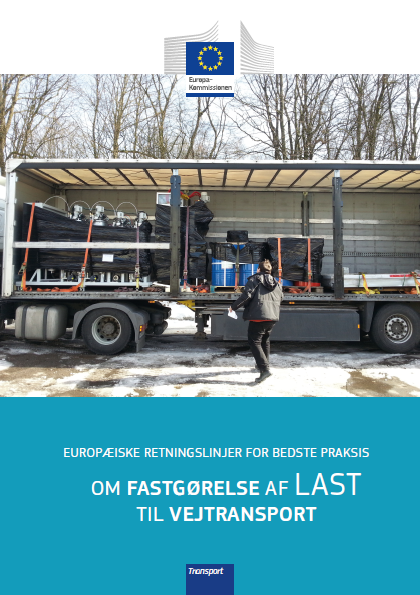 Europa-
Kommissionen
EUROPÆISKE RETNINGSLINJER FOR BEDSTE PRAKSIS
OM FASTGØRELSE AF LAST
TIL VEJTRANSPORT
Transport